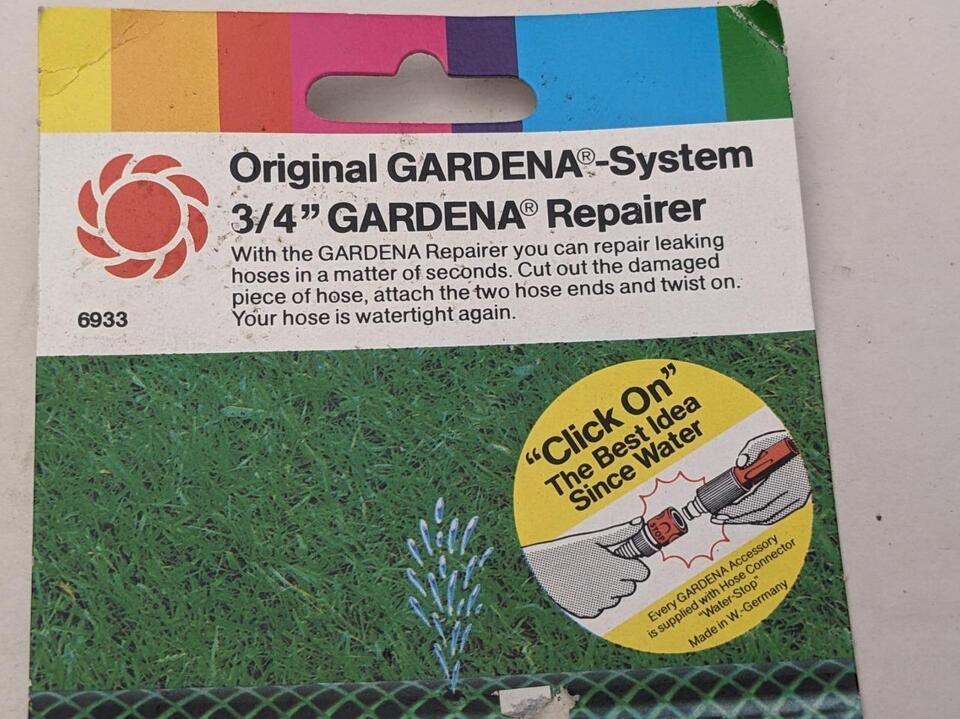 Original GARDENA®-System
3/4” GARDENA® Repairer
With the GARDENA Repairer you can repair leaking
hoses in a matter of seconds. Cut out the damaged
piece of hose, attach the two hose ends and twist on.
Your hose is watertight again.
6933
“Click On”
The Best Idea
Since Water
STOP
Every GARDENA Accessory
is supplied with Hose Connector
"Water-Stop"
Made in W.-Germany